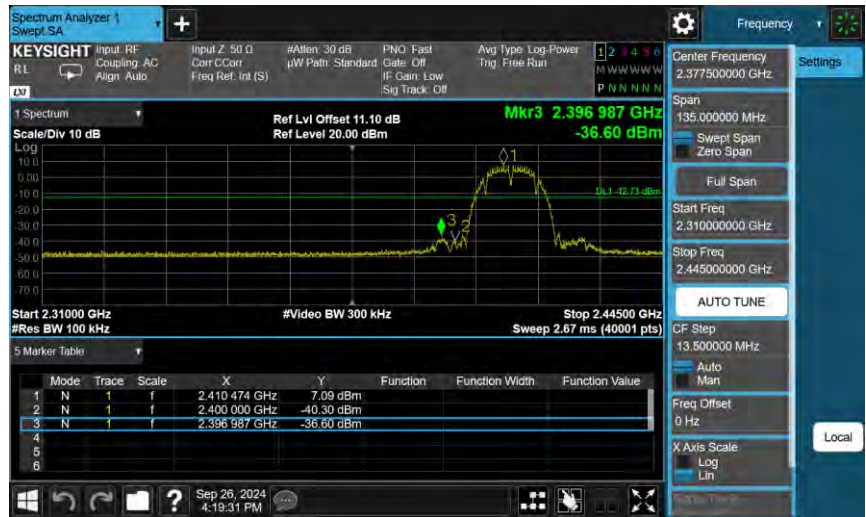 Spectrum Analyzer 1
Swept SA
Frequency
KEYSIGHT
RL
LXI
Input: RF
Coupling: AC
Align: Auto
Input Z: 50 Ω
Corr CCorr
Freq Ref: Int (S)
#Atten: 30 dB
µW Path: Standard
PNO: Fast
Gate: Off
IF Gain: Low
Sig Track: Off
Avg Type: Log-Power
Trig: Free Run
1 2 3 4 5 6
M W W W W W
P N N N N N
1 Spectrum
Scale/Div 10 dB
Ref Lvl Offset 11.10 dB
Ref Level 20.00 dBm
Mkr3 2.396 987 GHz
-36.60 dBm
Log
10.0
0.00
-10.0
-20.0
-30.0
-40.0
-50.0
-60.0
-70.0
1
DL1 -12.73 dBm
3
2
Start 2.31000 GHz
#Res BW 100 kHz
#Video BW 300 kHz
Stop 2.44500 GHz
Sweep 2.67 ms (40001 pts)
5 Marker Table
Mode Trace Scale X Y Function Function Width Function Value
1 N 1 f 2.410 474 GHz 7.09 dBm
2 N 1 f 2.400 000 GHz -40.30 dBm
3 N 1 f 2.396 987 GHz -36.60 dBm
4
5
6
Sep 26, 2024
4:19:31 PM
Center Frequency
2.377500000 GHz
Settings
Span
135.000000 MHz
Swept Span
Zero Span
Full Span
Start Freq
2.310000000 GHz
Stop Freq
2.445000000 GHz
AUTO TUNE
CF Step
13.500000 MHz
Auto
Man
Freq Offset
0 Hz
X Axis Scale
Log
Lin
Local